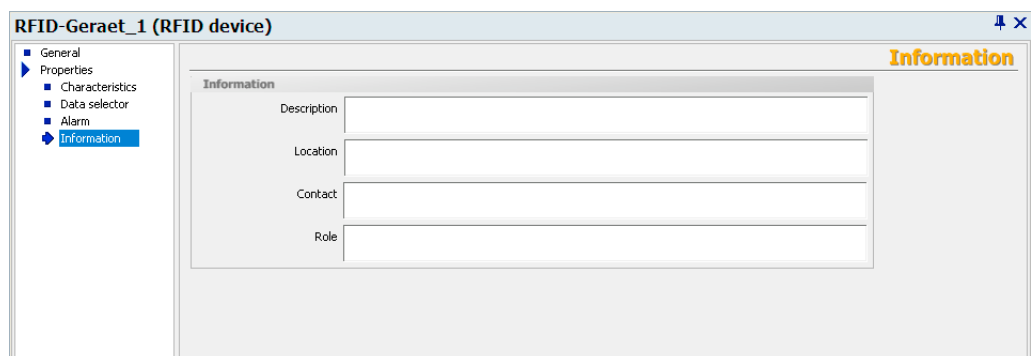 RFID-Geraet_1 (RFID device)
General
Properties
Characteristics
Data selector
Alarm
Information
Information
Information
Description
Location
Contact
Role